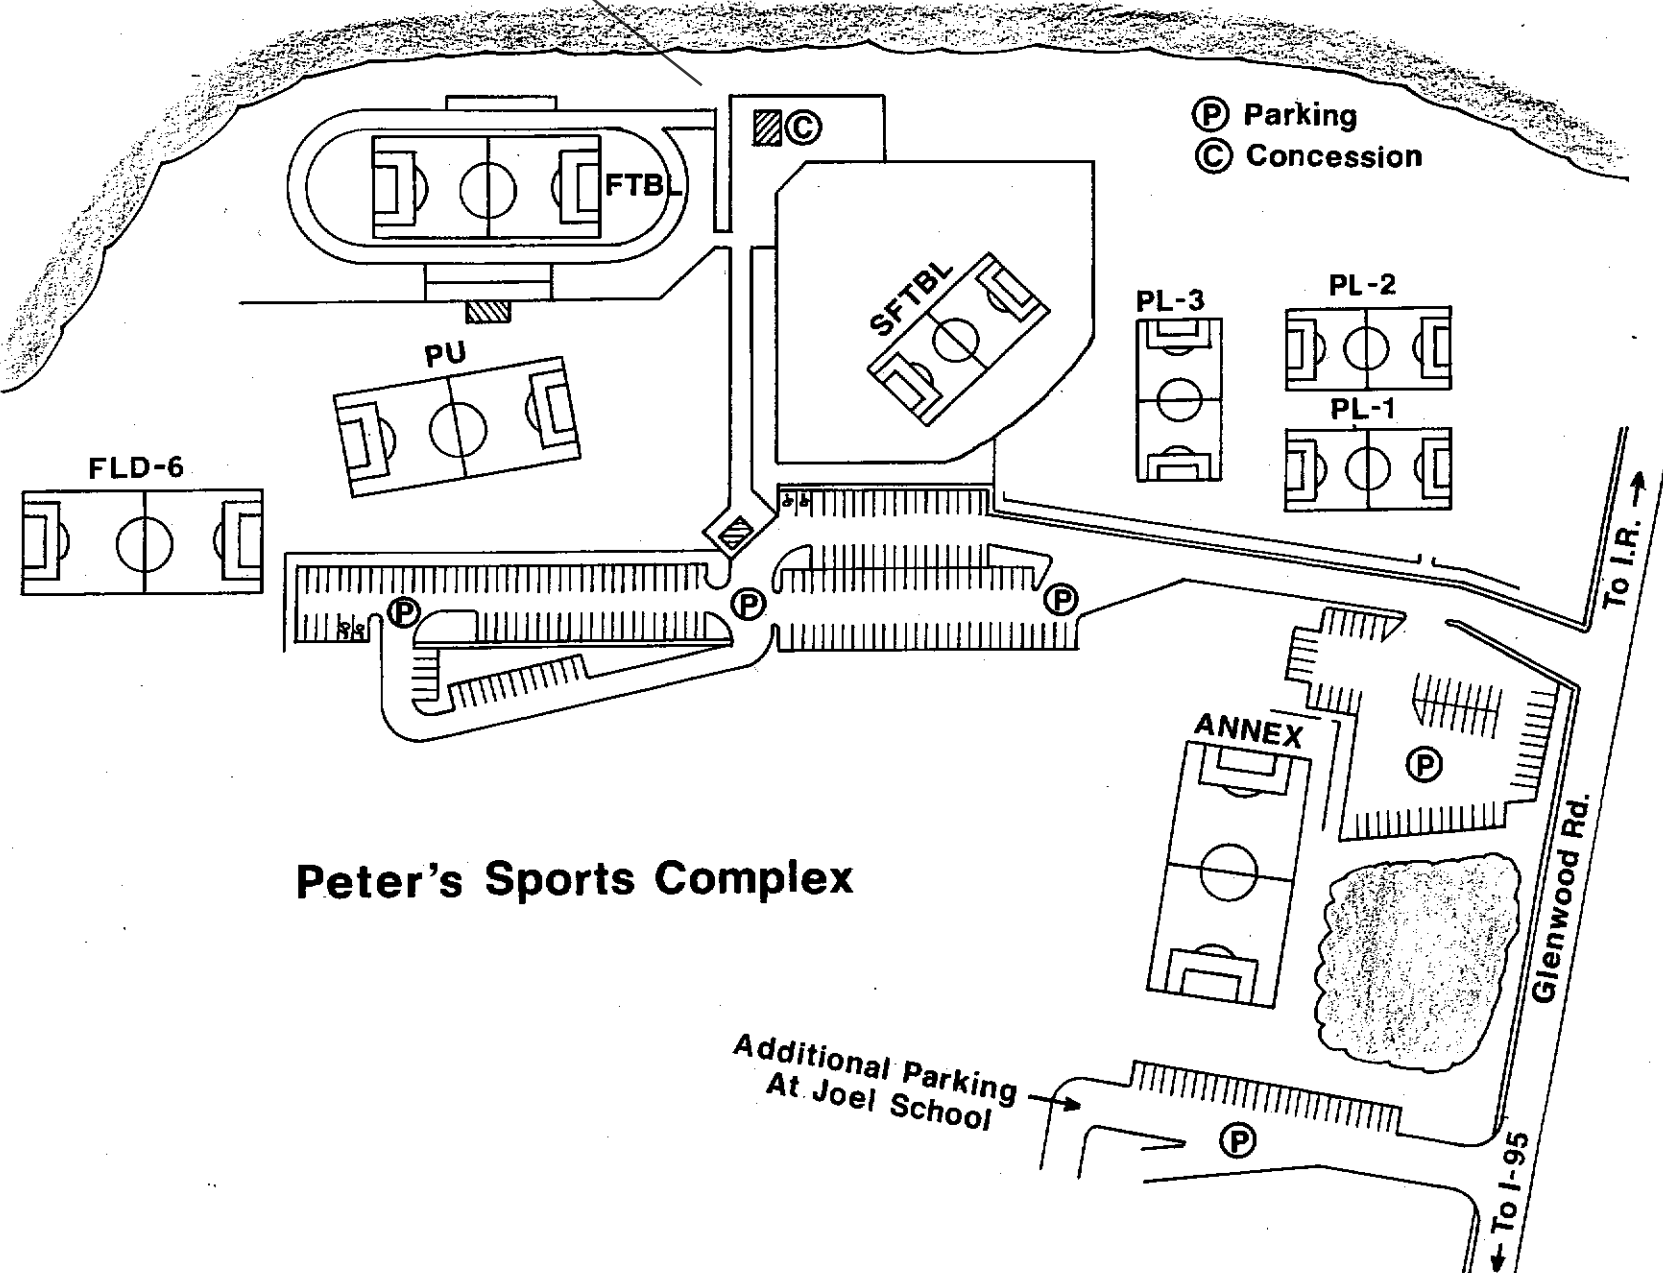 Ⓟ Parking
Ⓒ Concession
Ⓒ
FTBL
SFTBL
PL-3
PL-2
PL-1
PU
FLD-6
To I.R.
Ⓟ
Ⓟ
Ⓟ
ANNEX
Ⓟ
Glenwood Rd.
Peter's Sports Complex
Additional Parking
At Joel School
Ⓟ
To I-95